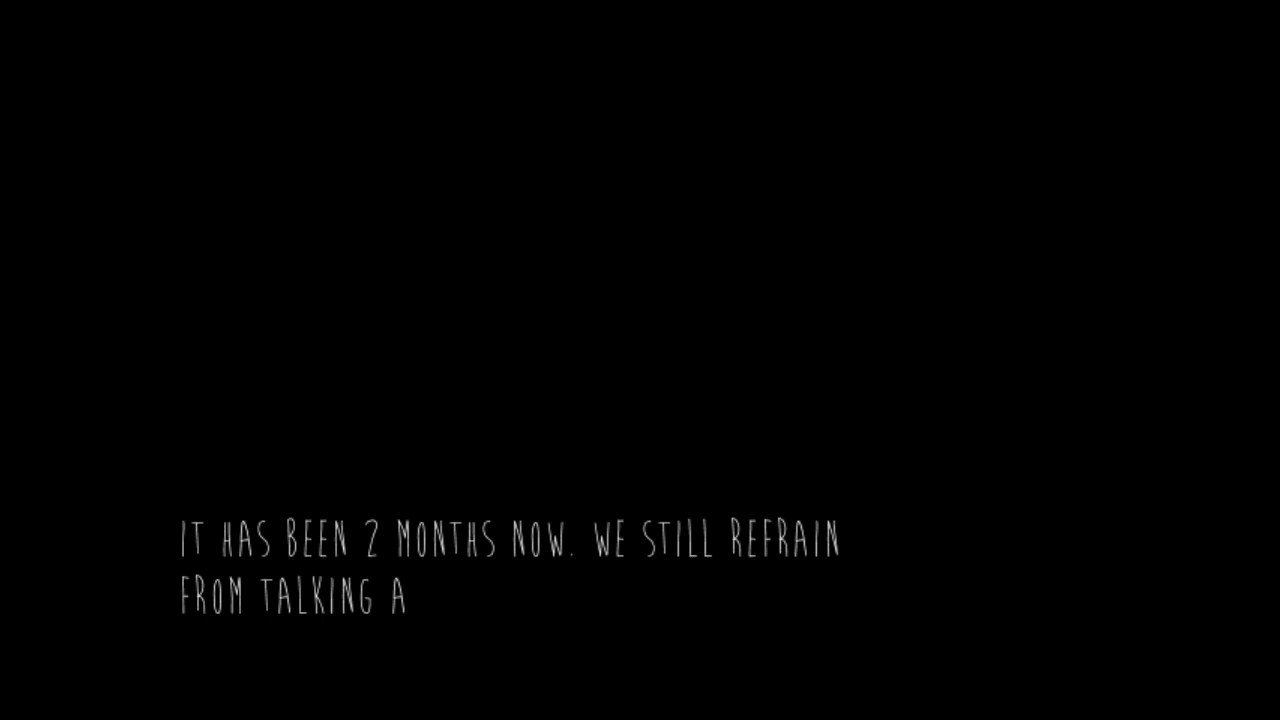 IT HAS BEEN 2 MONTHS NOW. WE STILL REFRAIN
FROM TALKING A